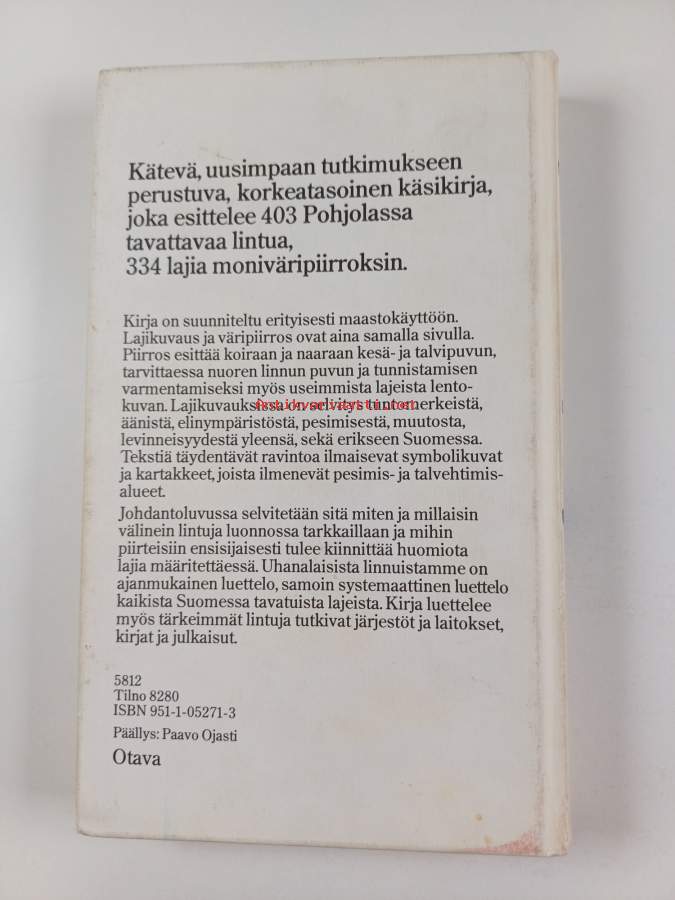 Kätevä, uusimpaan tutkimukseen
perustuva, korkeatasoinen käsikirja,
joka esittelee 403 Pohjolassa
tavattavaa lintua,
334 lajia moniväripiirroksin.
Kirja on suunniteltu erityisesti maastokäyttöön.
Lajikuvaus ja väripiirros ovat aina samalla sivulla.
Piirros esittää koiraan ja naaraan kesä- ja talvipuvun,
tarvittaessa nuoren linnun puvun ja tunnistamisen
varmentamiseksi myös useimmista lajeista lento-
kuvan. Lajikuvauksissa on selvitys tuntomerkeistä,
äänistä, elinympäristöstä, pesimisestä, muutosta,
levinneisyydestä yleensä, sekä erikseen Suomessa.
Tekstiä täydentävät ravintoa ilmaisevat symbolikuvat
ja kartakkeet, joista ilmenevät pesimis- ja talvehtimis-
alueet.
Johdantoluvussa selvitetään sitä miten ja millaisin
välinein lintuja luonnossa tarkkaillaan ja mihin
piirteisiin ensisijaisesti tulee kiinnittää huomiota
lajia määritettäessä. Uhanalaisista linnuistamme on
ajanmukainen luettelo, samoin systemaattinen luettelo
kaikista Suomessa tavatuista lajeista. Kirja luettelee
myös tärkeimmät lintuja tutkivat järjestöt ja laitokset,
kirjat ja julkaisut.
5812
Tilno 8280
ISBN 951-1-05271-3
Päällys: Paavo Ojasti
Otava